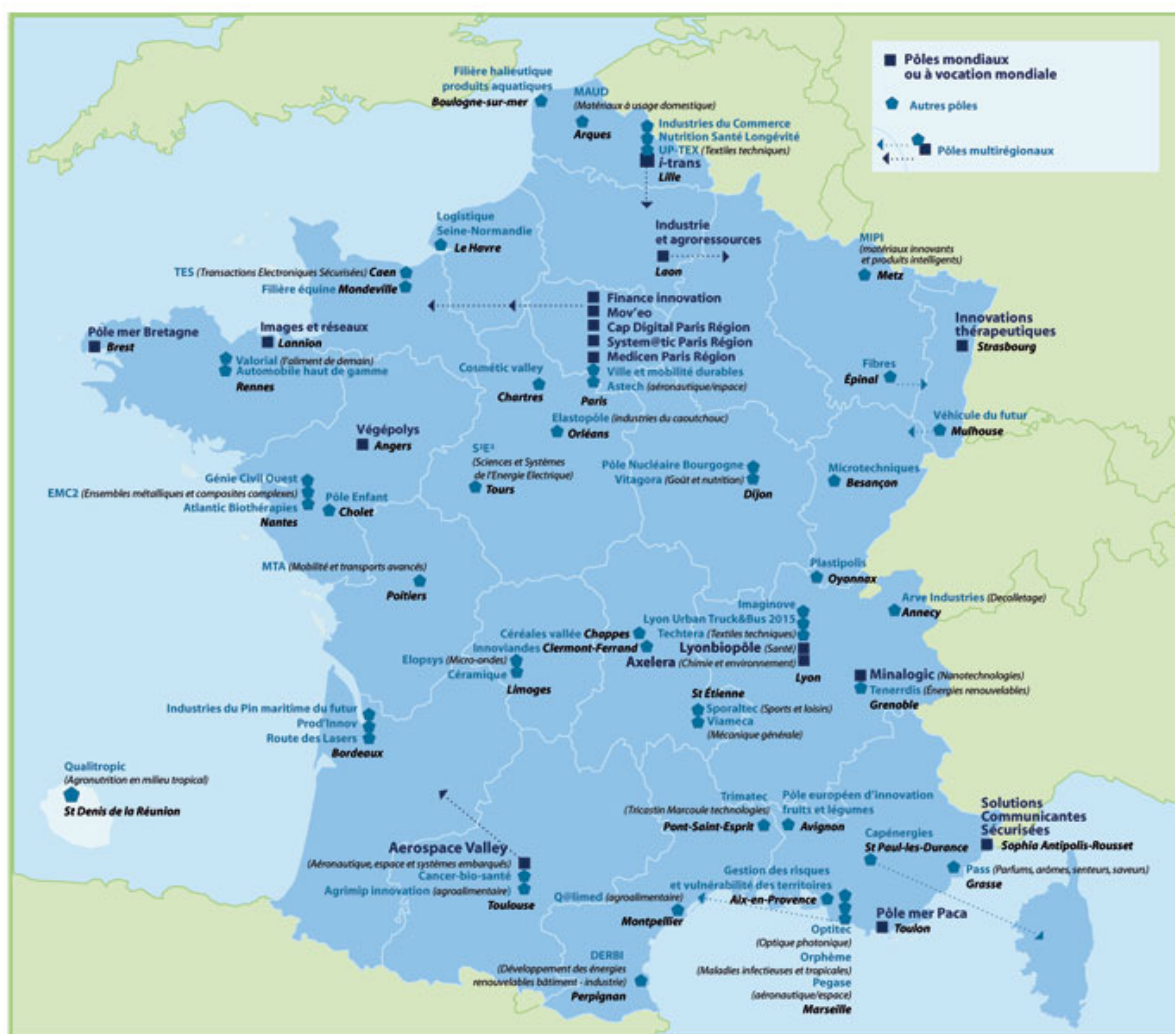 Pôles mondiaux
ou à vocation mondiale
Autres pôles
Pôles multirégionaux
Filière halieutique
produits aquatiques
Boulogne-sur-mer
MAUD
(Matériaux à usage domestique)
Arques
Industries du Commerce
Nutrition Santé Longévité
UP-TEX (Textiles techniques)
i-trans
Lille
Logistique
Seine-Normandie
Le Havre
Industrie
et agroressources
Laon
MIPI
(matériaux innovants
et produits intelligents)
Metz
TES (Transactions Electroniques Sécurisées) Caen
Filière équine Mondeville
Finance innovation
Mov'eo
Cap Digital Paris Région
System@tic Paris Région
Medicen Paris Région
Ville et mobilité durables
Astech (aéronautique/espace)
Paris
Innovations
thérapeutiques
Strasbourg
Pôle mer Bretagne
Brest
Images et réseaux
Lannion
Valorial (l'aliment de demain)
Automobile haut de gamme
Rennes
Cosmétic valley
Chartres
Fibres
Épinal
Elastopôle (industries du caoutchouc)
Orléans
Véhicule du futur
Mulhouse
Végépolys
Angers
S²E²
(Sciences et Systèmes
de l'Energie Electrique)
Tours
Pôle Nucléaire Bourgogne
Vitagora (Goût et nutrition)
Dijon
Microtechniques
Besançon
Génie Civil Ouest
EMC2 (Ensembles métalliques et composites complexes)
Atlantic Biothérapies
Nantes
Pôle Enfant
Cholet
MTA (Mobilité et transports avancés)
Poitiers
Plastipolis
Oyonnax
Arve Industries (Decolletage)
Annecy
Imaginove
Lyon Urban Truck&Bus 2015
Techtera (Textiles techniques)
Lyonbiopôle (Santé)
Axelera (Chimie et environnement)
Lyon
Céréales vallée Chappes
Innoviandes Clermont-Ferrand
Elopsys (Micro-ondes)
Céramique
Limoges
Minalogic (Nanotechnologies)
Tenerrdis (Énergies renouvelables)
Grenoble
St Étienne
Sporaltec (Sports et loisirs)
Viameca
(Mécanique générale)
Industries du Pin maritime du futur
Prod'Innov
Route des Lasers
Bordeaux
Qualitropic
(Agronutrition en milieu tropical)
St Denis de la Réunion
Trimatec
(Tricastin Marcoule technologies)
Pont-Saint-Esprit
Pôle européen d'innovation
fruits et légumes
Avignon
Solutions
Communicantes
Sécurisées
Sophia Antipolis-Rousset
Capénergies
St Paul-les-Durance
Pass (Parfums, arômes, senteurs, saveurs)
Grasse
Aerospace Valley
(Aéronautique, espace et systèmes embarqués)
Cancer-bio-santé
Agrimip innovation (agroalimentaire)
Toulouse
Q@limed (agroalimentaire)
Montpellier
Gestion des risques
et vulnérabilité des territoires
Aix-en-Provence
Pôle mer Paca
Toulon
Optitec
(Optique photonique)
Orphème
(Maladies infectieuses et tropicales)
Pegase
(aéronautique/espace)
Marseille
DERBI
(Développement des énergies
renouvelables bâtiment - industrie)
Perpignan